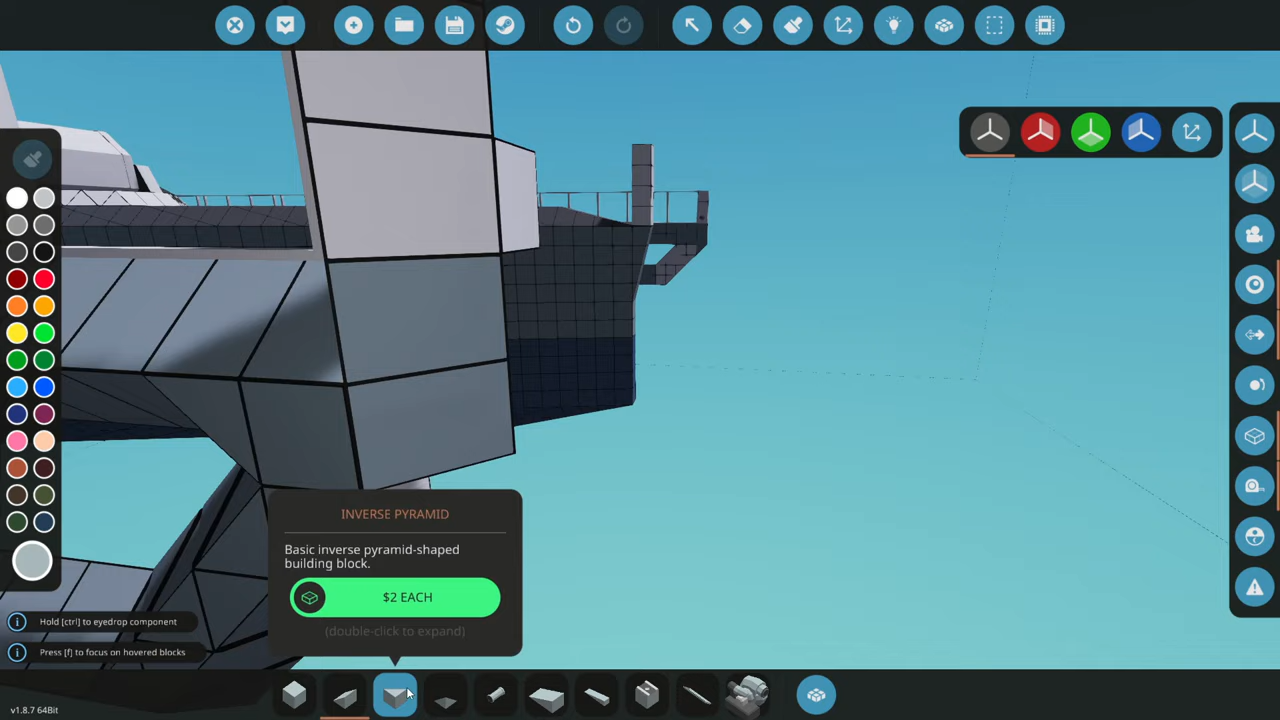 INVERSE PYRAMID
Basic inverse pyramid-shaped
building block.
$2 EACH
(double-click to expand)
Hold [ctrl] to eyedrop component
Press [f] to focus on hovered blocks
v1.8.7 64Bit